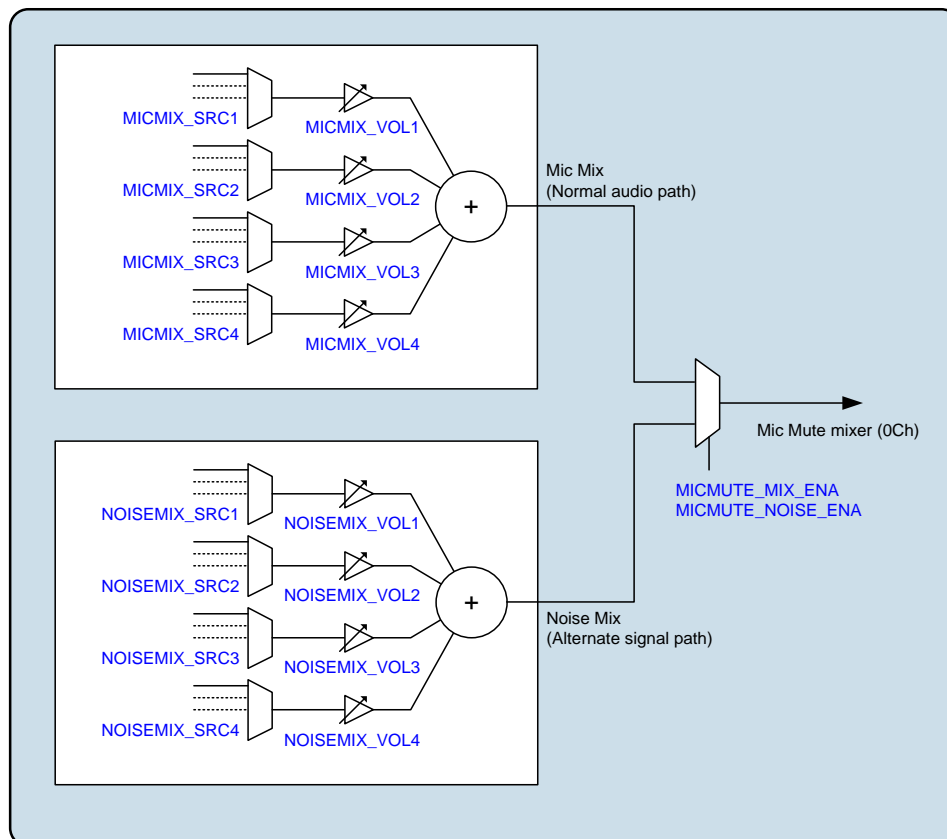 MICMIX_SRC1
MICMIX_VOL1
MICMIX_SRC2
MICMIX_VOL2
MICMIX_SRC3
MICMIX_VOL3
MICMIX_SRC4
MICMIX_VOL4
+
Mic Mix
(Normal audio path)
Mic Mute mixer (0Ch)
MICMUTE_MIX_ENA
MICMUTE_NOISE_ENA
NOISEMIX_SRC1
NOISEMIX_VOL1
NOISEMIX_SRC2
NOISEMIX_VOL2
NOISEMIX_SRC3
NOISEMIX_VOL3
NOISEMIX_SRC4
NOISEMIX_VOL4
+
Noise Mix
(Alternate signal path)